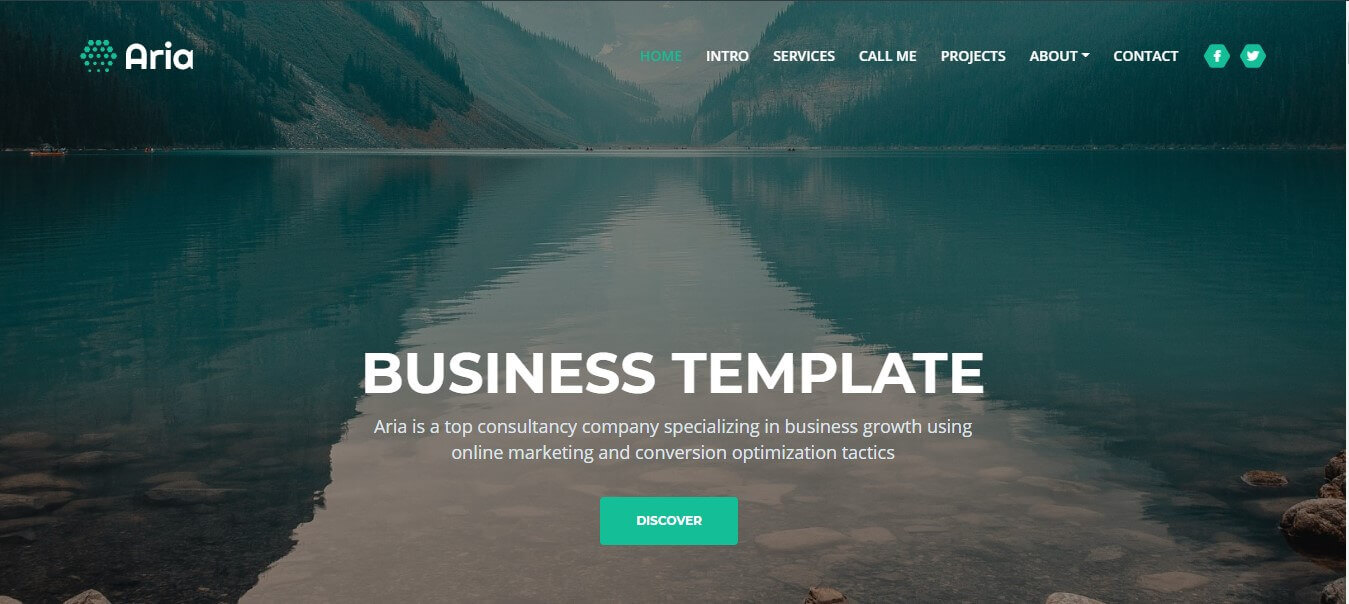 Aria
HOME INTRO SERVICES CALL ME PROJECTS ABOUT CONTACT
BUSINESS TEMPLATE
Aria is a top consultancy company specializing in business growth using
online marketing and conversion optimization tactics
DISCOVER